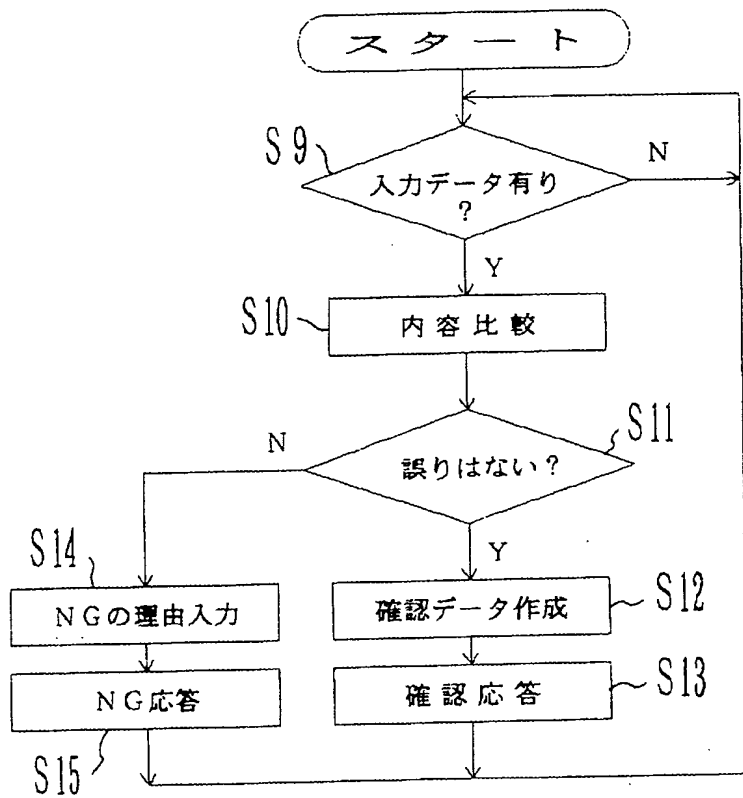 スタート
S9
入力データ有り
?
N
Y
S10
内容比較
S11
誤りはない?
N
Y
S14
NGの理由入力
確認データ作成
S12
NG応答
確認応答
S13
S15